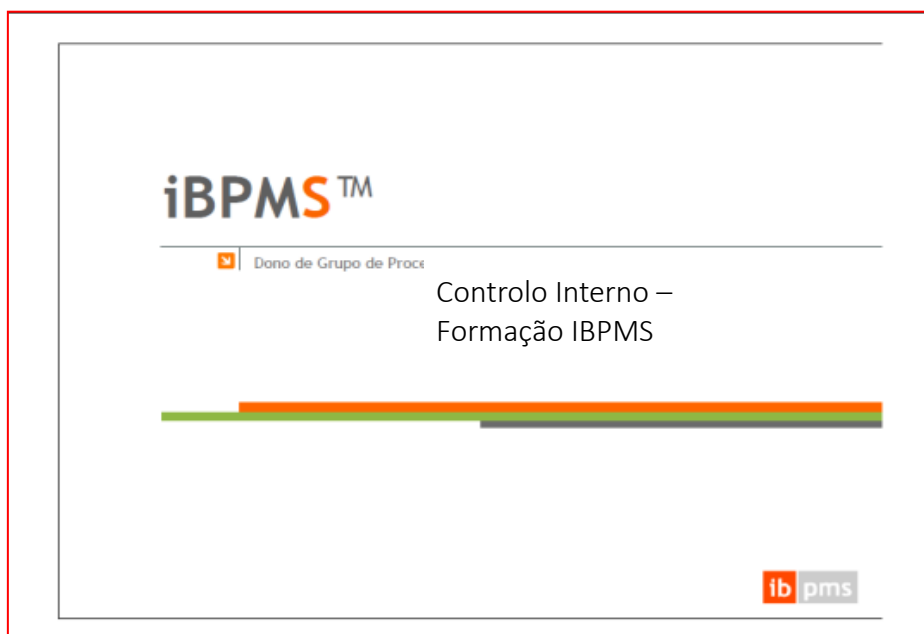 iBPMS™
Dono de Grupo de Proce
Controlo Interno –
Formação IBPMS
ib pms